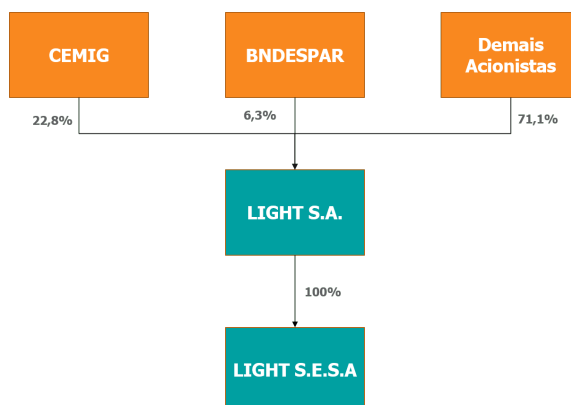 CEMIG
BNDESPAR
Demais
Acionistas
22,8%
6,3%
71,1%
LIGHT S.A.
100%
LIGHT S.E.S.A